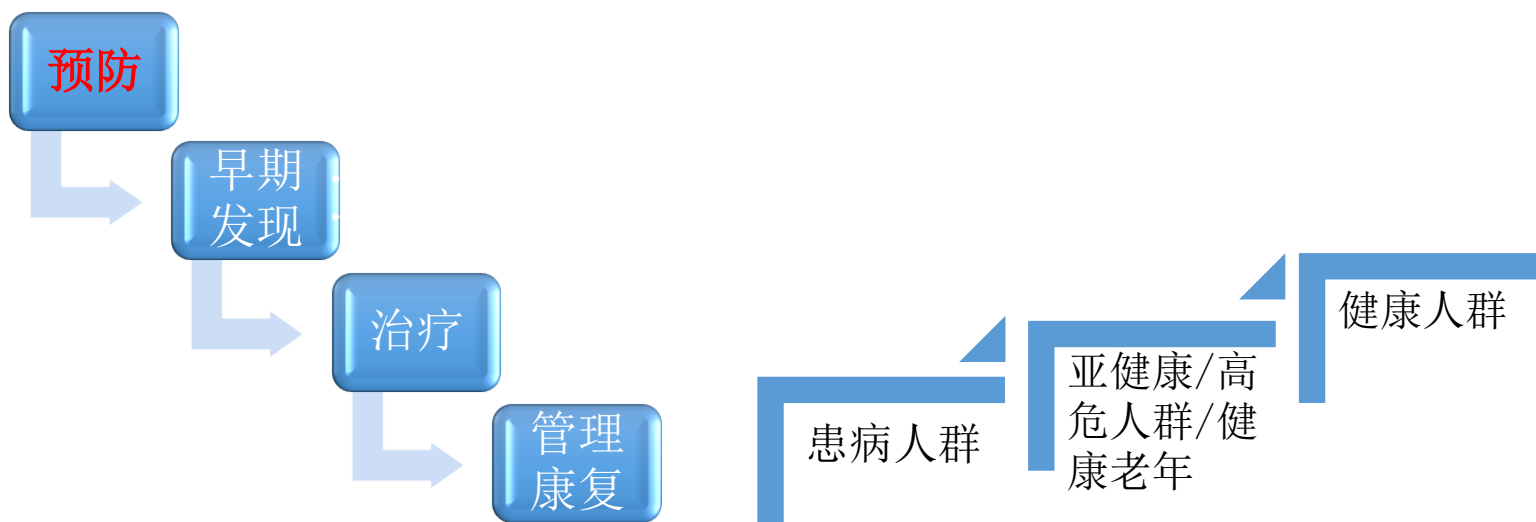 预防
早期
发现
治疗
管理
康复
患病人群
亚健康/高
危人群/健
康老年
健康人群